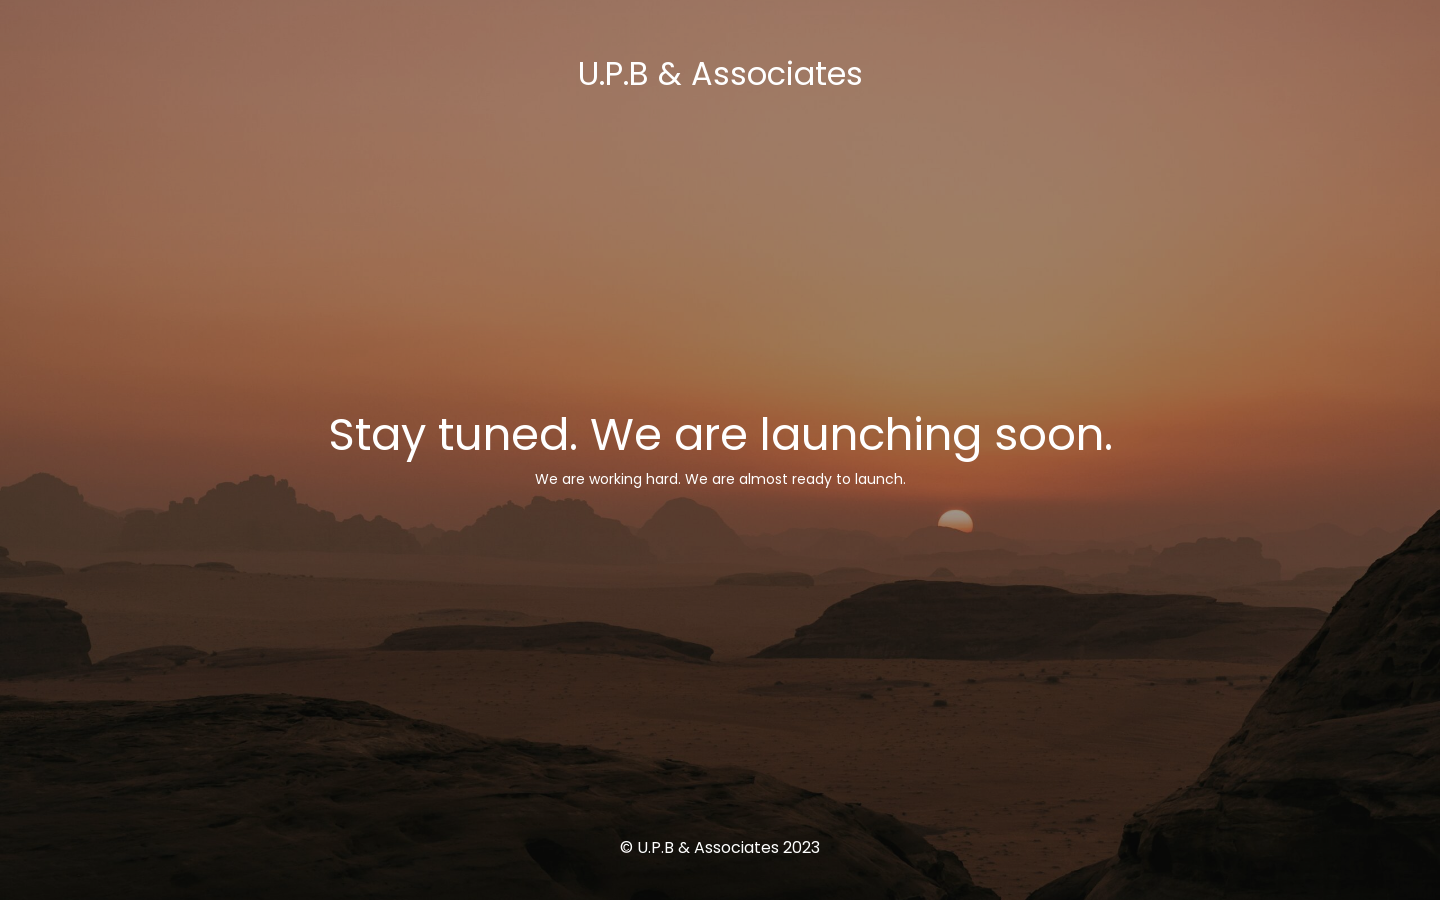 U.P.B & Associates
Stay tuned. We are launching soon.
We are working hard. We are almost ready to launch.
© U.P.B & Associates 2023